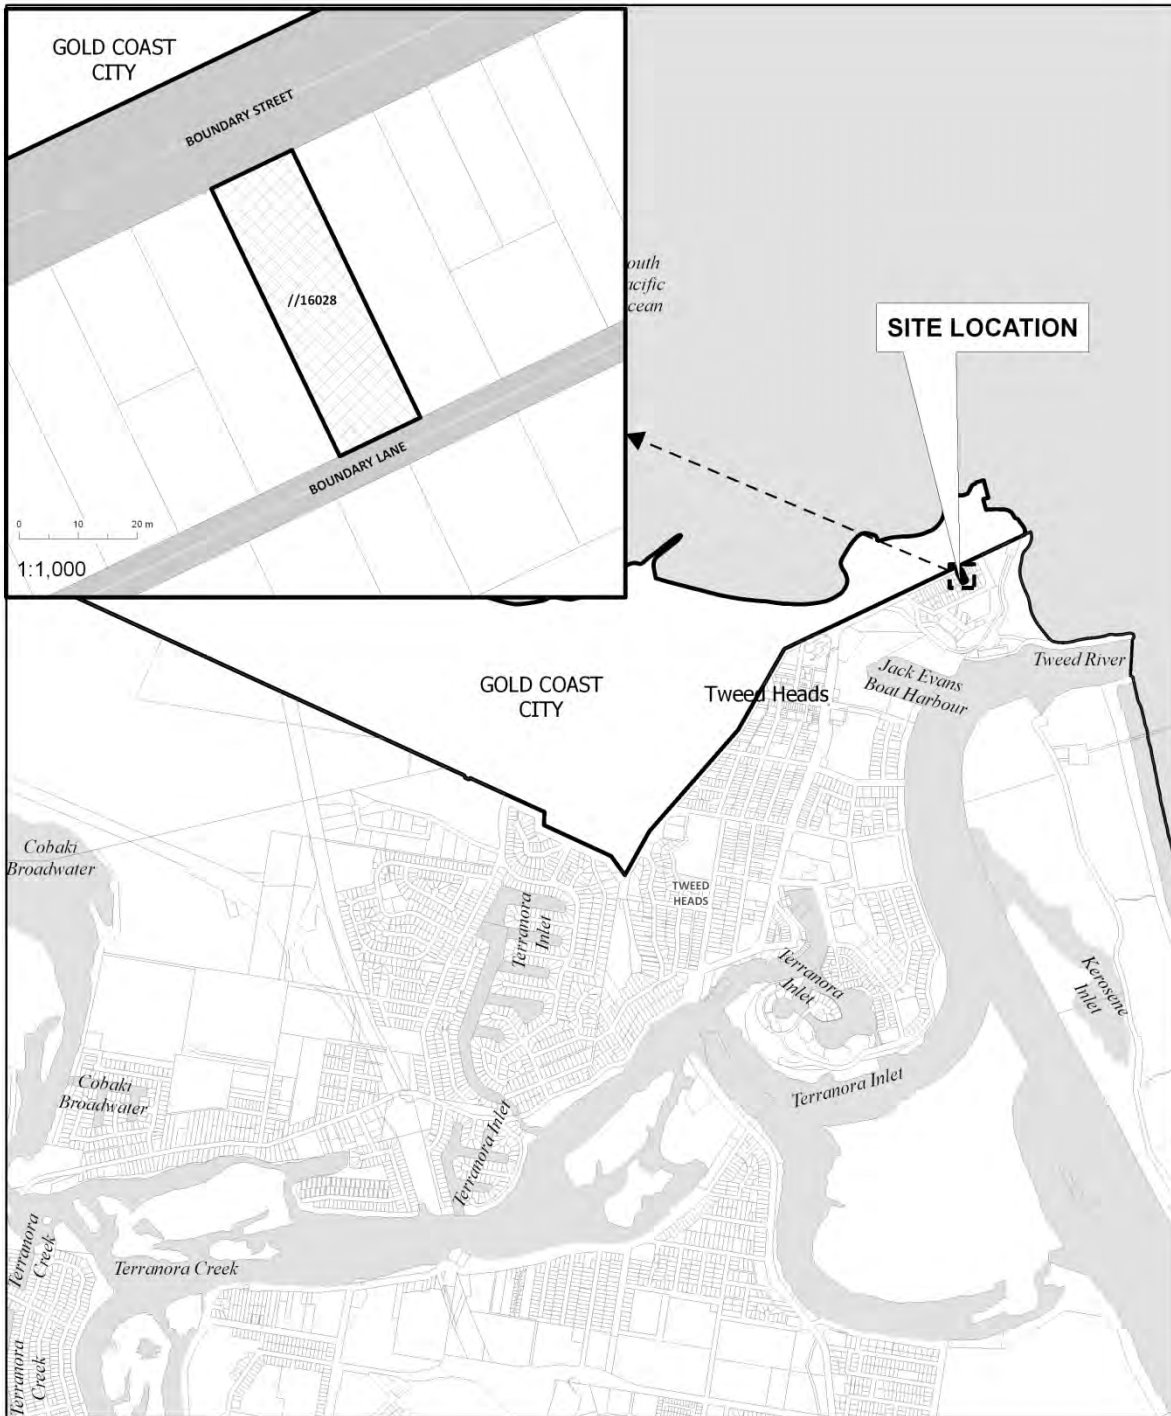 GOLD COAST
CITY
BOUNDARY STREET
//16028
BOUNDARY LANE
0 10 20 m
1:1,000
outh
acific
cean
SITE LOCATION
Tweed River
Jack Evans
Boat Harbour
GOLD COAST
CITY
Tweed Heads
Cobaki
Broadwater
TWEED
HEADS
Terranora
Inlet
Terranora
Inlet
Kerosene
Inlet
Cobaki
Broadwater
Terranora Inlet
Terranora Inlet
Terranora
Creek
Terranora Creek
Terranora
Creek